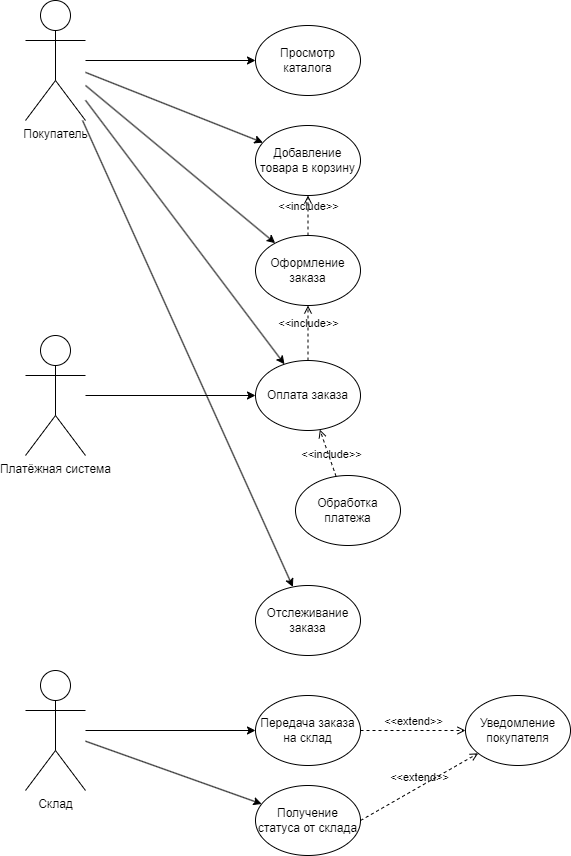 Просмотр
каталога
Покупатель
Добавление
товара в корзину
<<include>>
Оформление
заказа
<<include>>
Оплата заказа
Платёжная система
<<include>>
Обработка
платежа
Отслеживание
заказа
Передача заказа
на склад
<<extend>>
Уведомление
покупателя
<<extend>>
Склад
Получение
статуса от склада